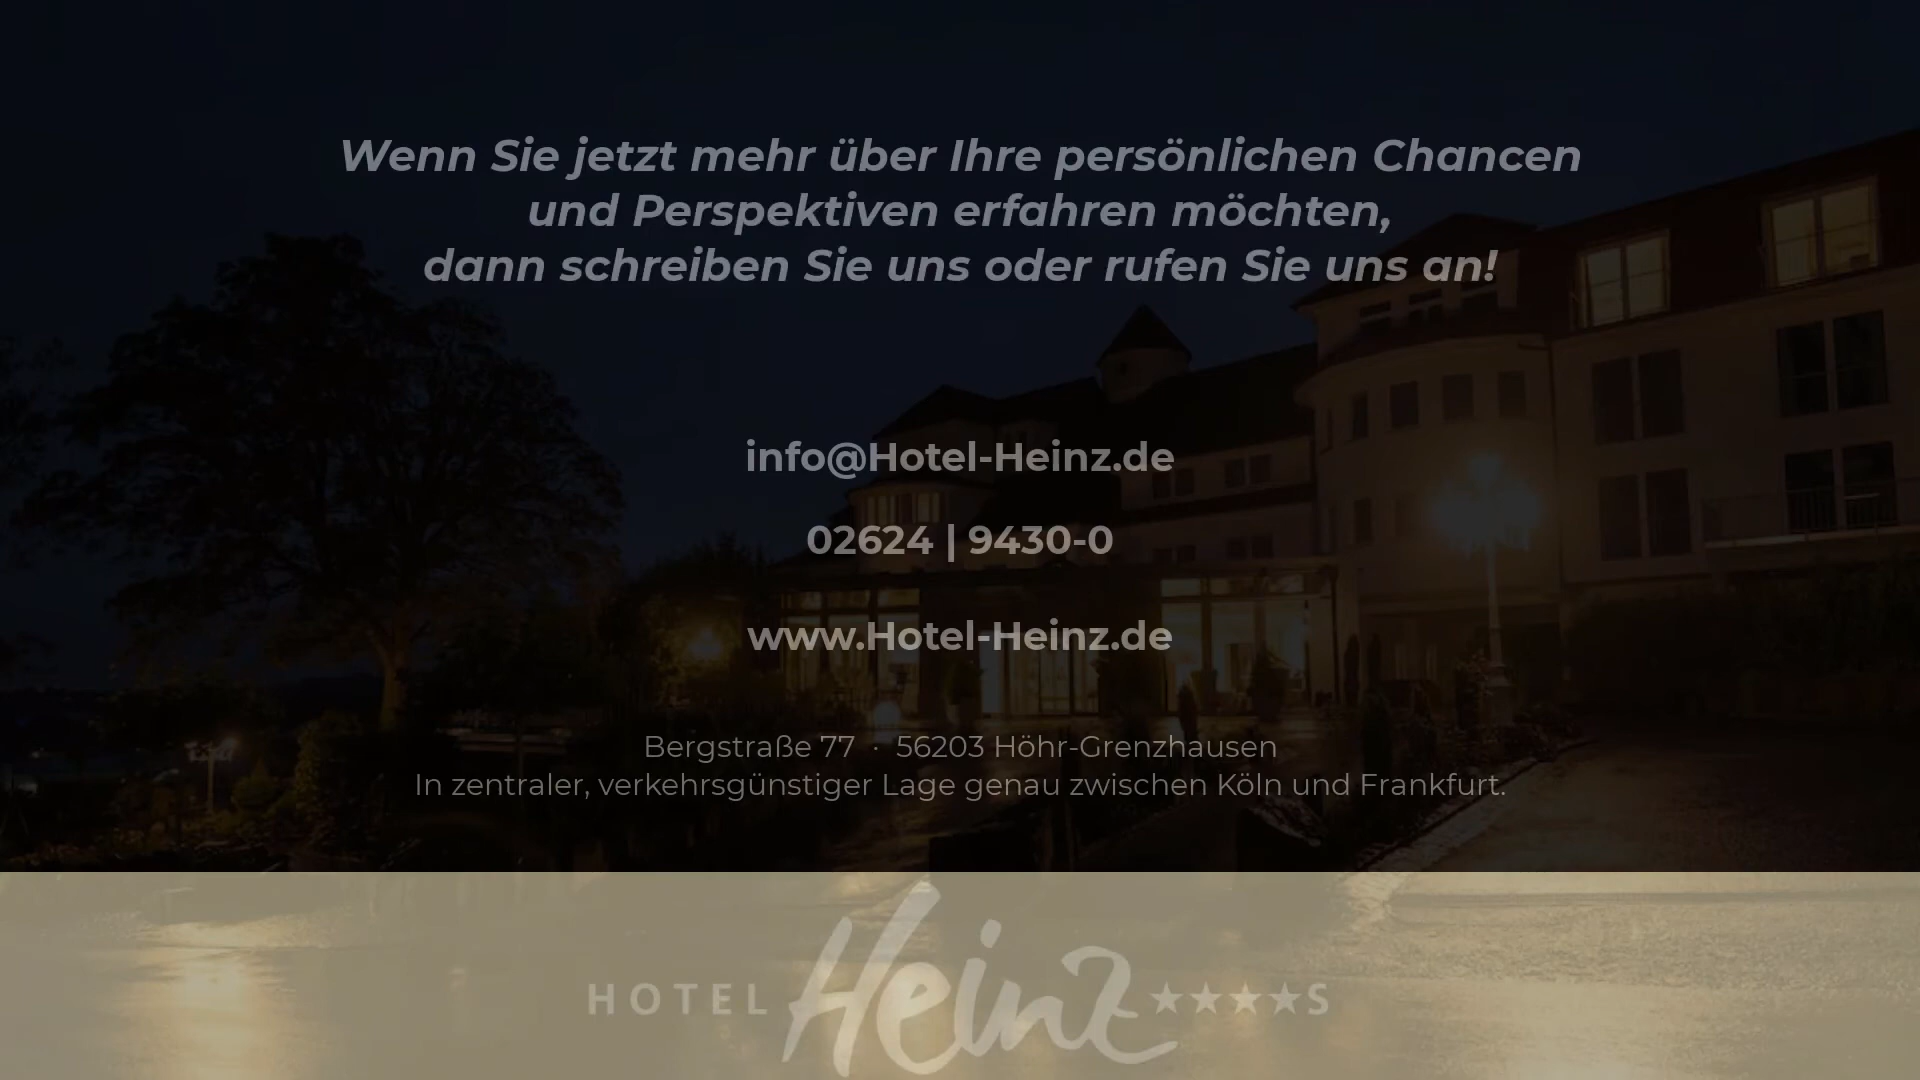 Wenn Sie jetzt mehr über Ihre persönlichen Chancen
und Perspektiven erfahren möchten,
dann schreiben Sie uns oder rufen Sie uns an!
info@Hotel-Heinz.de
02624 | 9430-0
www.Hotel-Heinz.de
Bergstraße 77 · 56203 Höhr-Grenzhausen
In zentraler, verkehrsgünstiger Lage genau zwischen Köln und Frankfurt.
HOTEL Heinz ★★★★S